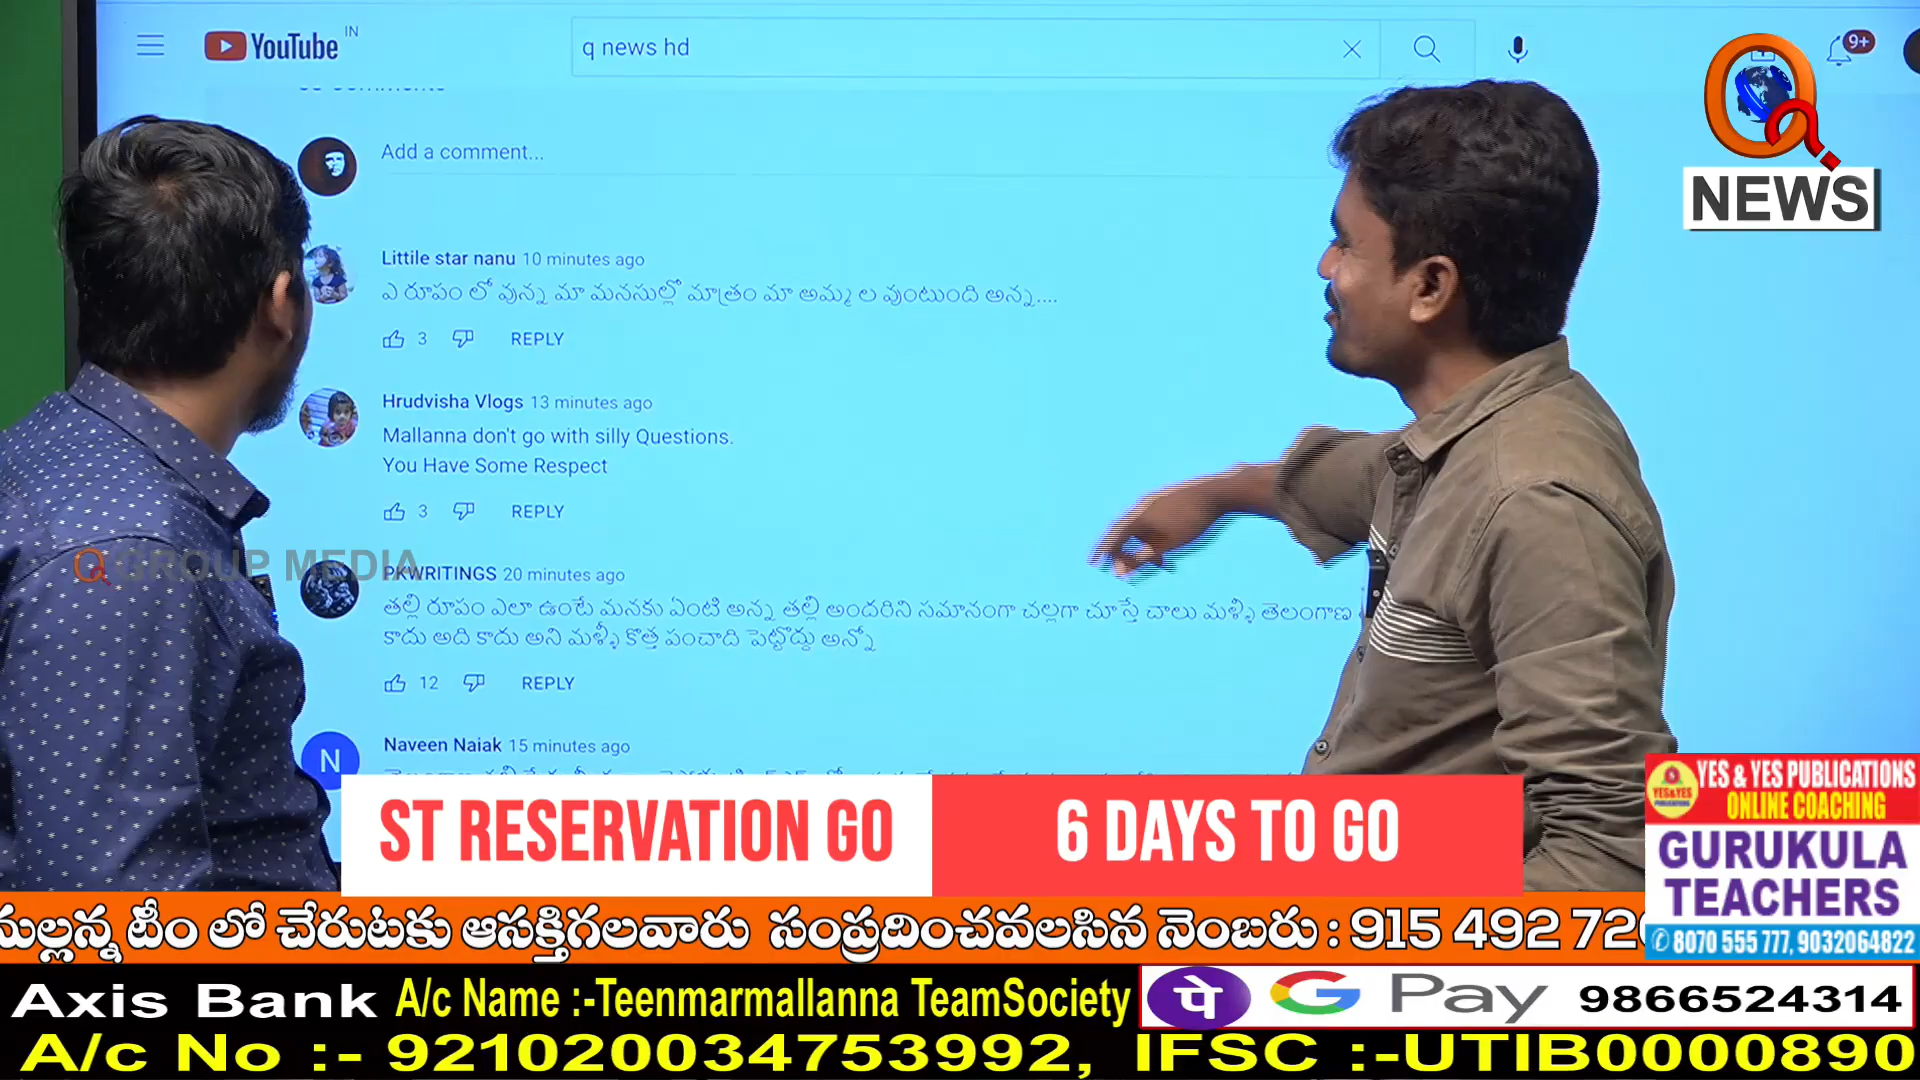 YouTube IN
q news hd
9+
Q
NEWS
Add a comment...
Littile star nanu 10 minutes ago
ఎ రూపం లో వున్న మా మనసుల్లో మాత్రం మా అమ్మ ల వుంటుంది అన్న....
3 REPLY
Hrudvisha Vlogs 13 minutes ago
Mallanna don't go with silly Questions.
You Have Some Respect
3 REPLY
Q GROUP MEDIA
PKWRITINGS 20 minutes ago
తల్లి రూపం ఎలా ఉంటే మనకు ఏంటి అన్న తల్లి అందరిని సమానంగా చల్లగా చూస్తే చాలు మళ్ళీ తెలంగాణ
కాదు అది కాదు అని మళ్ళీ కొత్త పంచాది పెట్టొద్దు అన్నో
12 REPLY
N
Naveen Naiak 15 minutes ago
ST RESERVATION GO
6 DAYS TO GO
YES & YES PUBLICATIONS
YES&YES
PUBLICATIONS
ONLINE COACHING
GURUKULA
TEACHERS
8070 555 777, 9032064822
టీం లో చేరుటకు ఆసక్తిగలవారు సంప్రదించవలసిన నెంబరు : 915 492 72
Axis Bank A/c Name :-Teenmarmallanna TeamSociety
पे G Pay 9866524314
A/c No :- 921020034753992, IFSC :-UTIB0000890